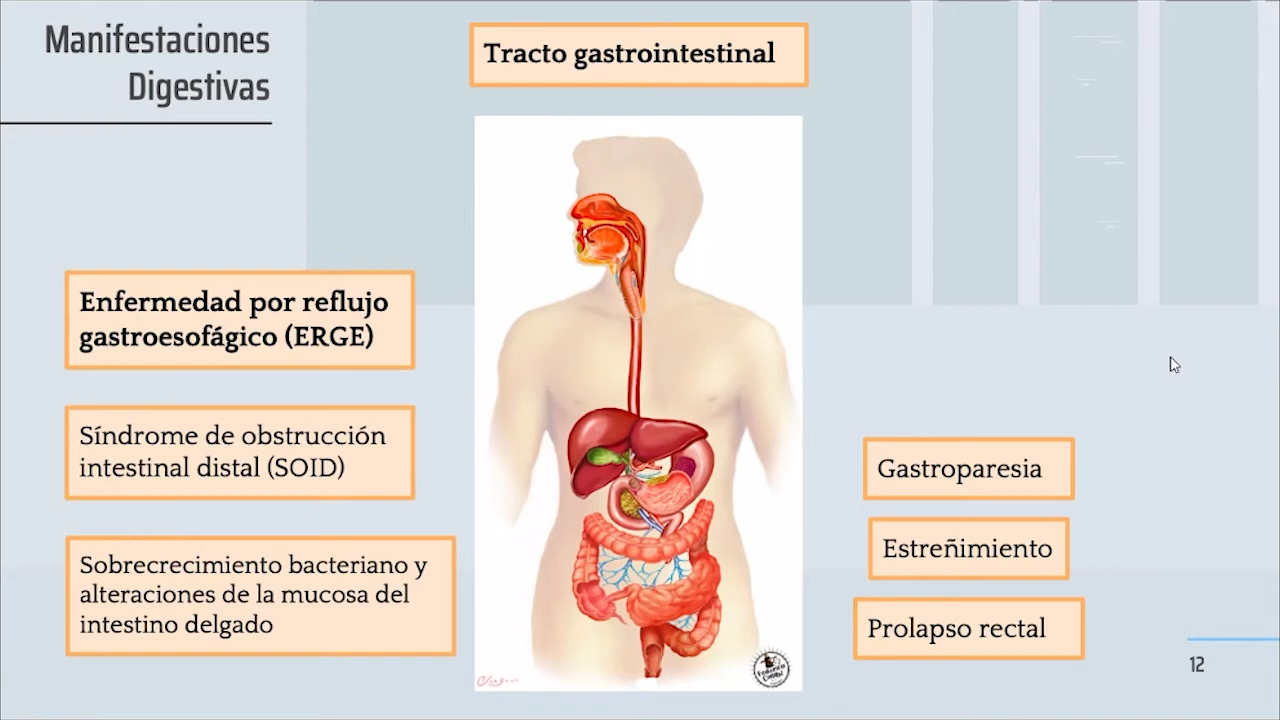 Manifestaciones
Digestivas
Tracto gastrointestinal
Enfermedad por reflujo
gastroesofágico (ERGE)
Síndrome de obstrucción
intestinal distal (SOID)
Sobrecrecimiento bacteriano y
alteraciones de la mucosa del
intestino delgado
Gastroparesia
Estreñimiento
Prolapso rectal
12